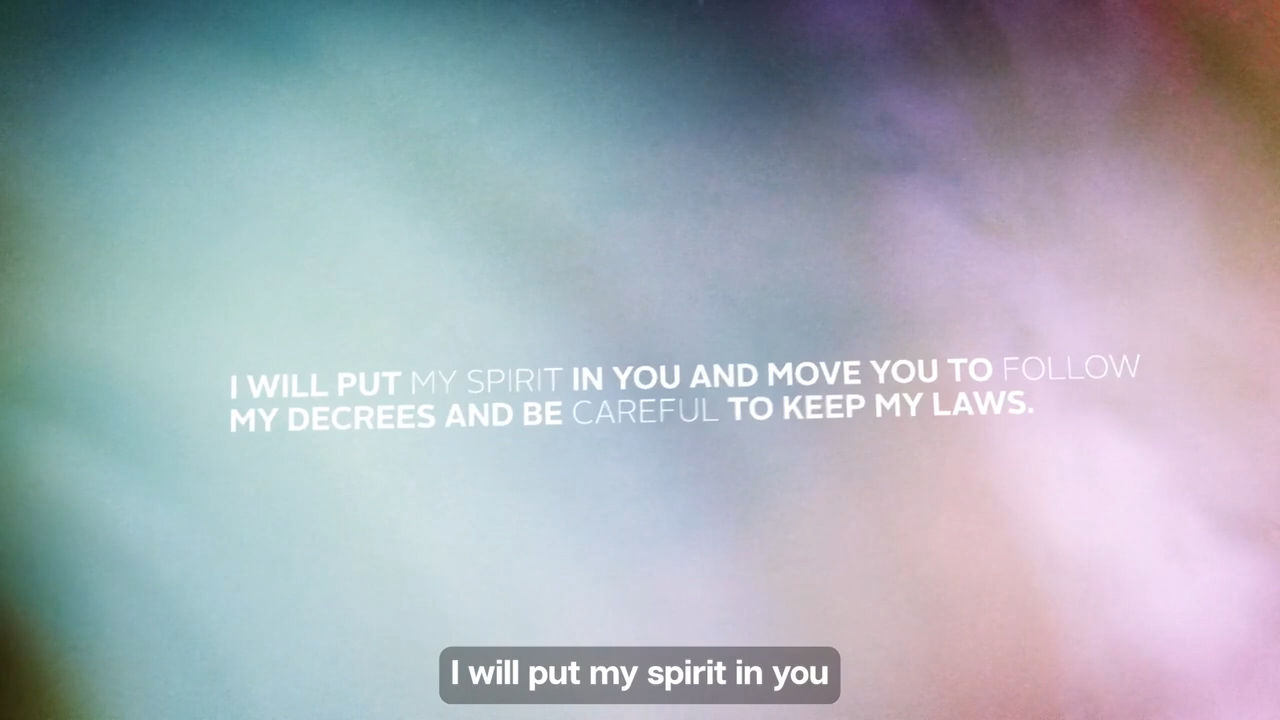 I WILL PUT MY SPIRIT IN YOU AND MOVE YOU TO FOLLOW
MY DECREES AND BE CAREFUL TO KEEP MY LAWS.
I will put my spirit in you